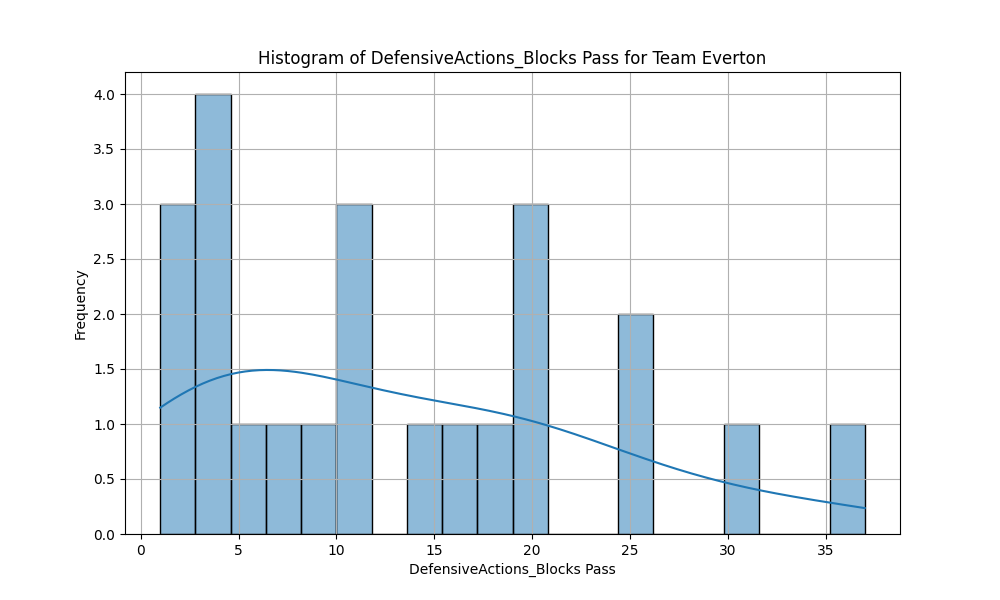 Histogram of DefensiveActions_Blocks Pass for Team Everton
4.0
3.5
3.0
2.5
2.0
1.5
1.0
0.5
0.0
Frequency
0 5 10 15 20 25 30 35
DefensiveActions_Blocks Pass